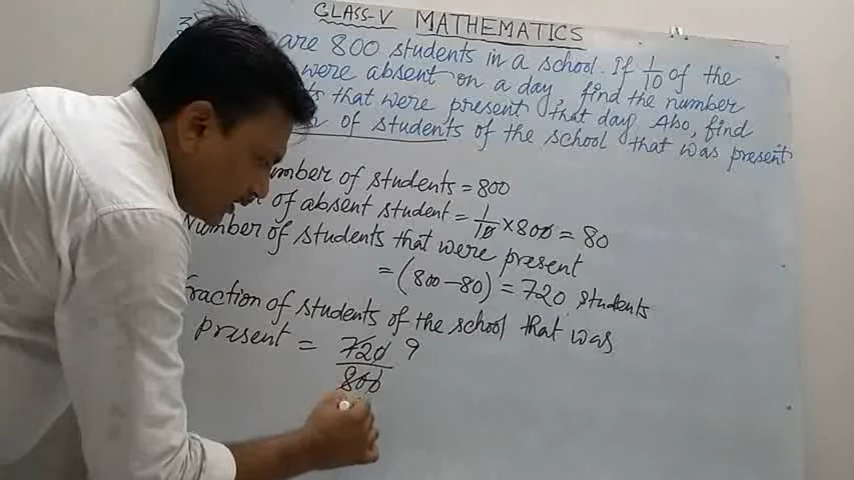 CLASS-V MATHEMATICS
3
are 800 students in a school. If 1/10 of the
were absent on a day, find the number
that were present that day. Also, find
of students of the school that was present
number of students = 800
of absent student = 1/10 × 800 = 80
Number of students that were present
= (800 - 80) = 720 students
fraction of students of the school that was
present = 720/800 9